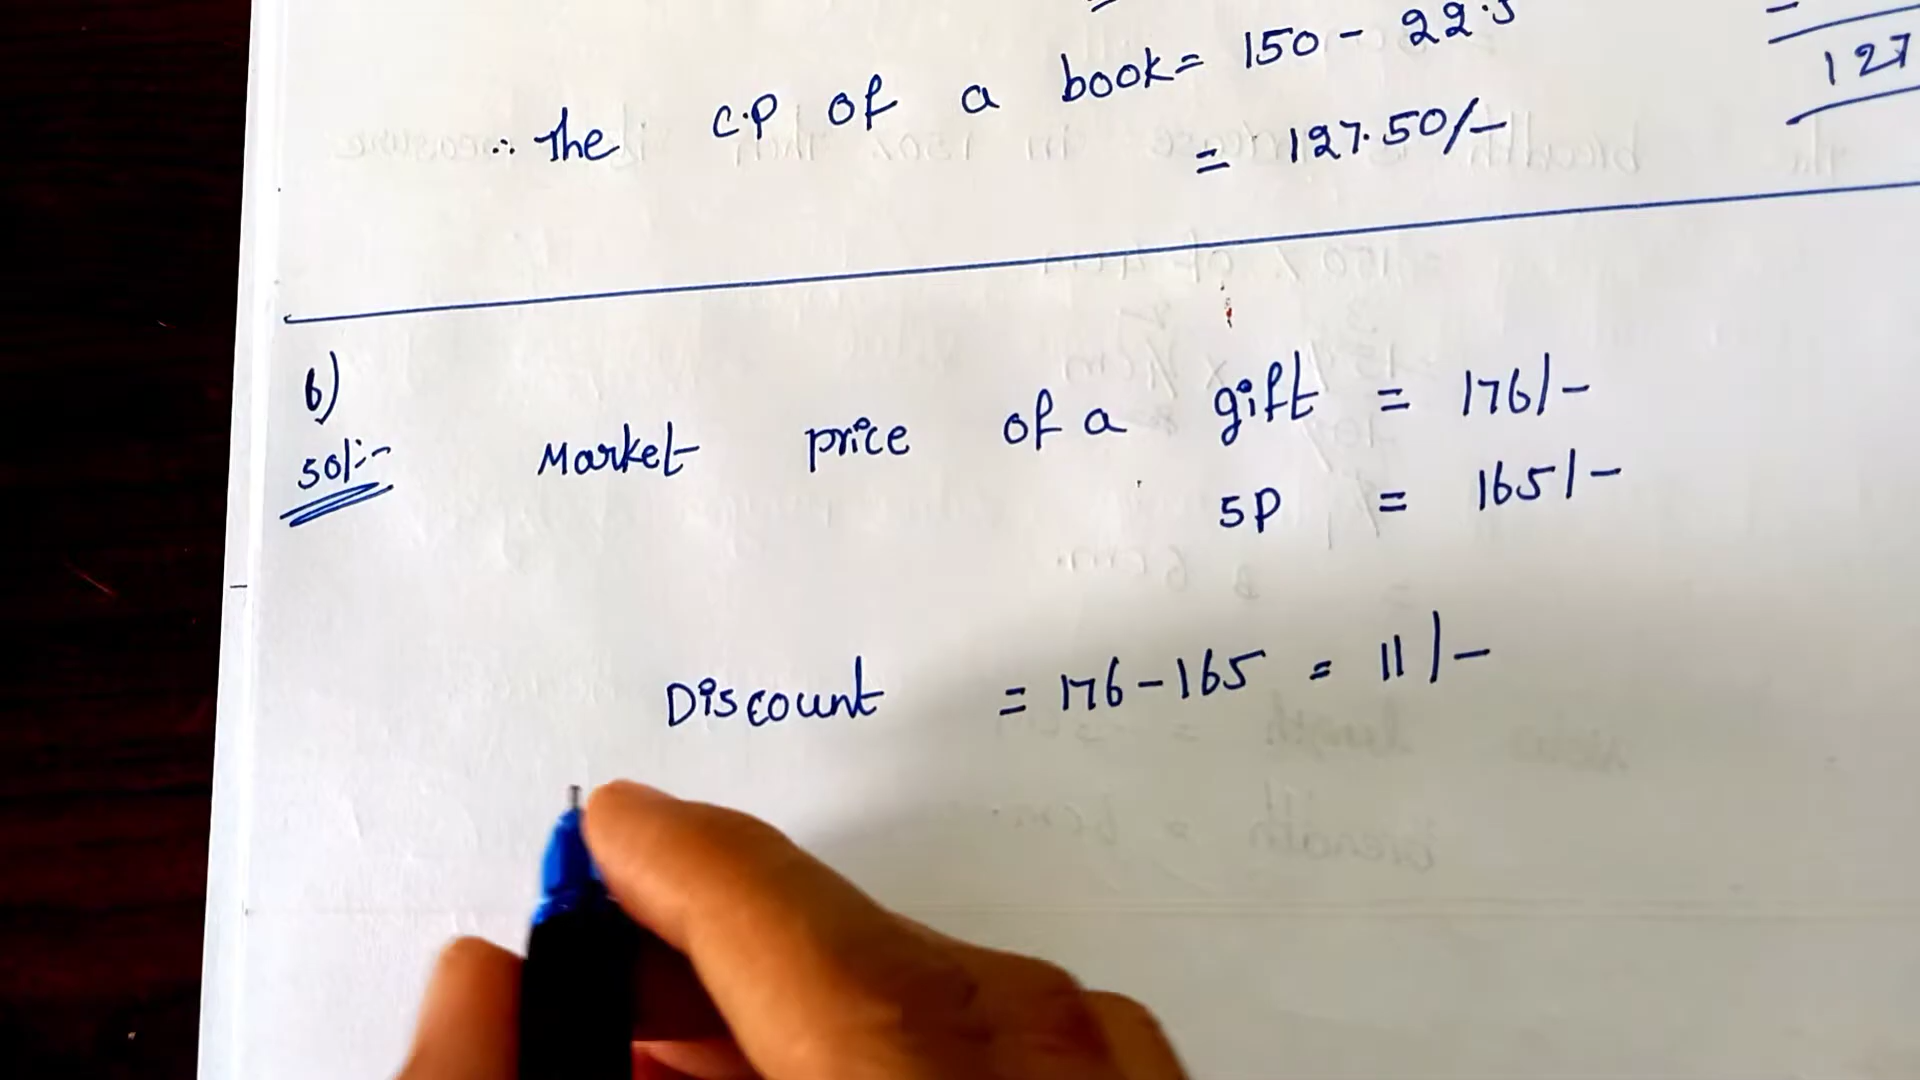 ∴ the C.P of a book = 150 - 22.5
= 127.50/-
127
6)
sol:-
Market price of a gift = 176/-
SP = 165/-
Discount = 176-165 = 11/-